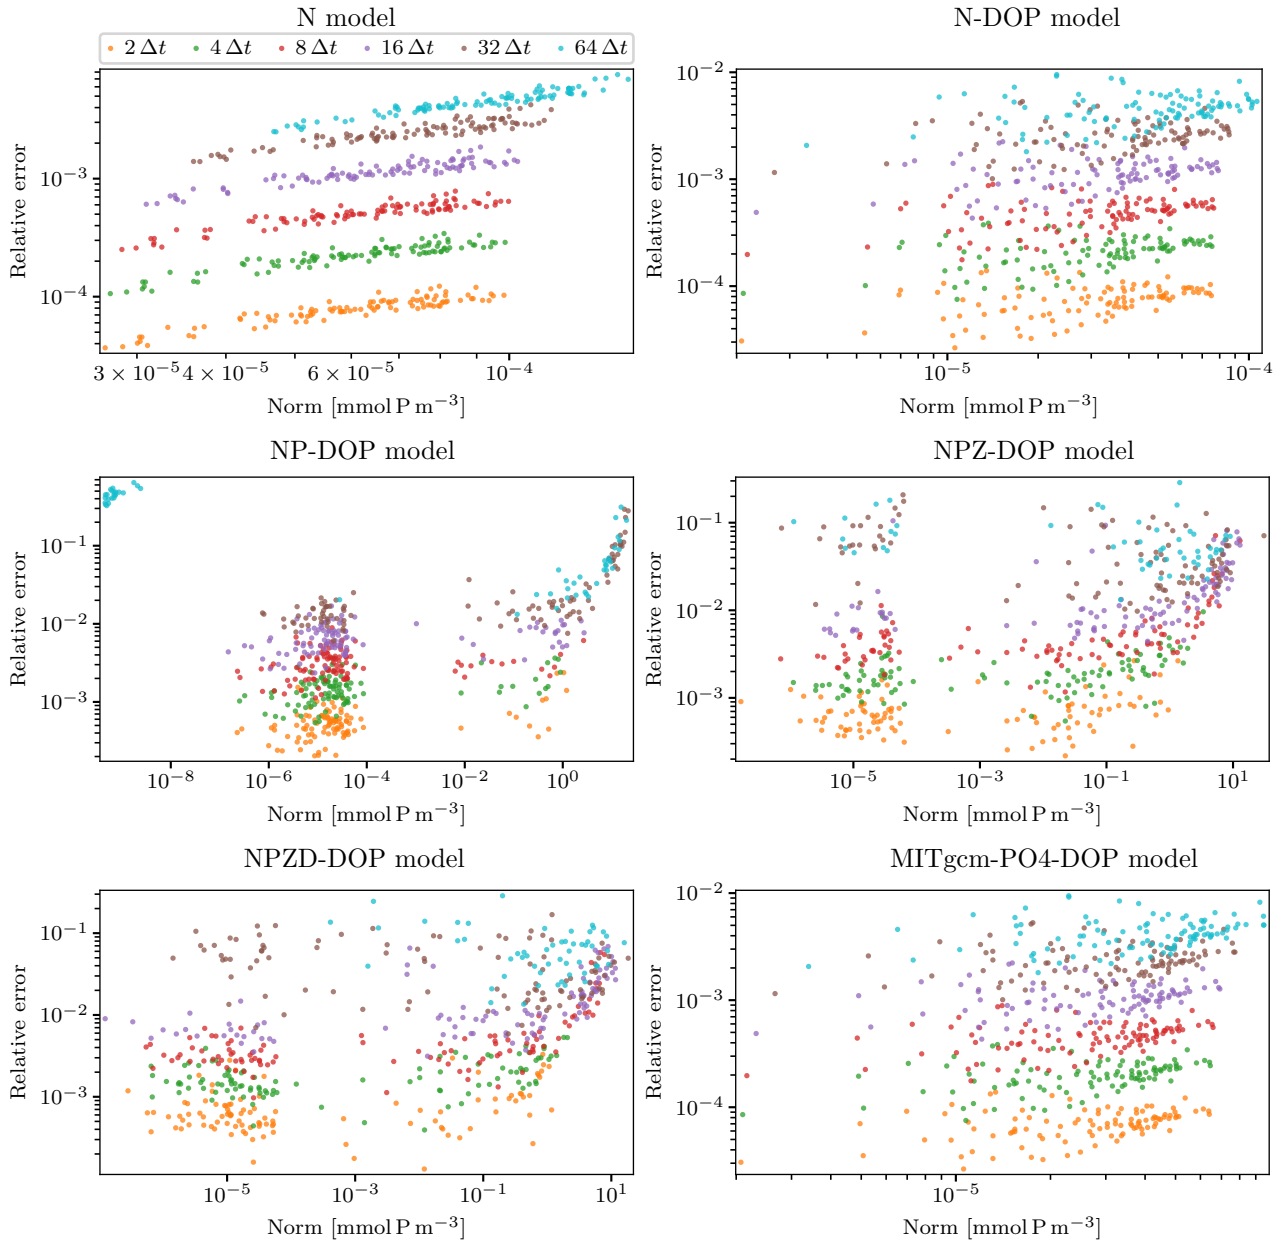 N model
N-DOP model
2 Δt 4 Δt 8 Δt 16 Δt 32 Δt 64 Δt
Relative error
10⁻³
10⁻⁴
3 × 10⁻⁵ 4 × 10⁻⁵ 6 × 10⁻⁵ 10⁻⁴
Norm [mmol P m⁻³]
Relative error
10⁻²
10⁻³
10⁻⁴
10⁻⁵ 10⁻⁴
Norm [mmol P m⁻³]
NP-DOP model
Relative error
10⁻¹
10⁻²
10⁻³
10⁻⁸ 10⁻⁶ 10⁻⁴ 10⁻² 10⁰
Norm [mmol P m⁻³]
NPZ-DOP model
Relative error
10⁻¹
10⁻²
10⁻³
10⁻⁵ 10⁻³ 10⁻¹ 10¹
Norm [mmol P m⁻³]
NPZD-DOP model
Relative error
10⁻¹
10⁻²
10⁻³
10⁻⁵ 10⁻³ 10⁻¹ 10¹
Norm [mmol P m⁻³]
MITgcm-PO4-DOP model
Relative error
10⁻²
10⁻³
10⁻⁴
10⁻⁵
Norm [mmol P m⁻³]